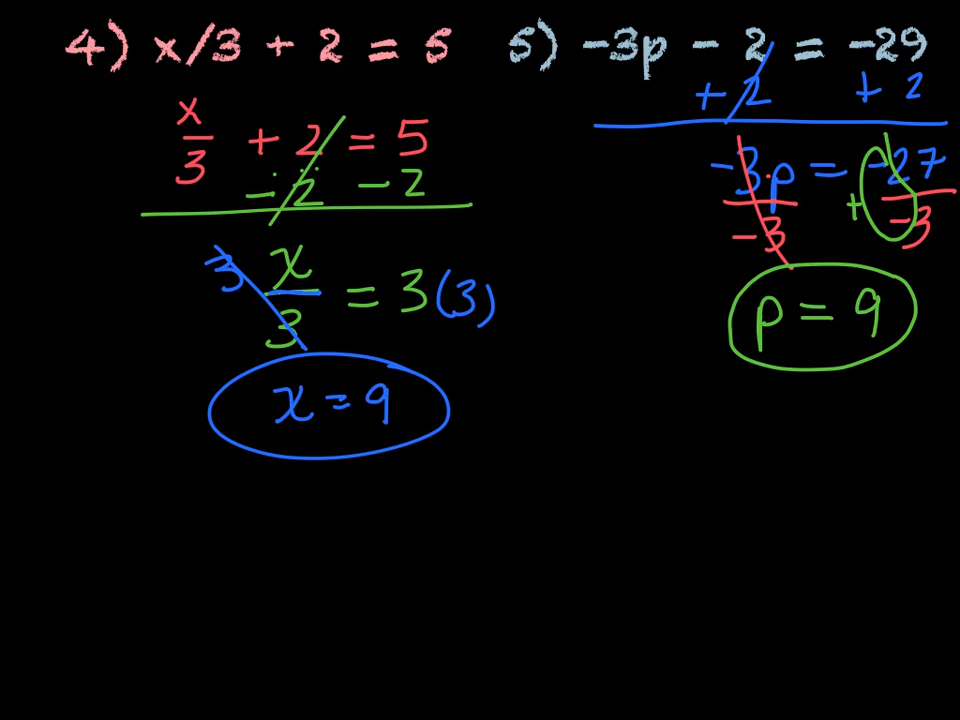 4) x/3 + 2 = 5
x/3 + 2 = 5
- 2 - 2
3 x/3 = 3(3)
x = 9
5) -3p - 2 = -29
+ 2 + 2
-3·p = -27
-3 + -3
p = 9